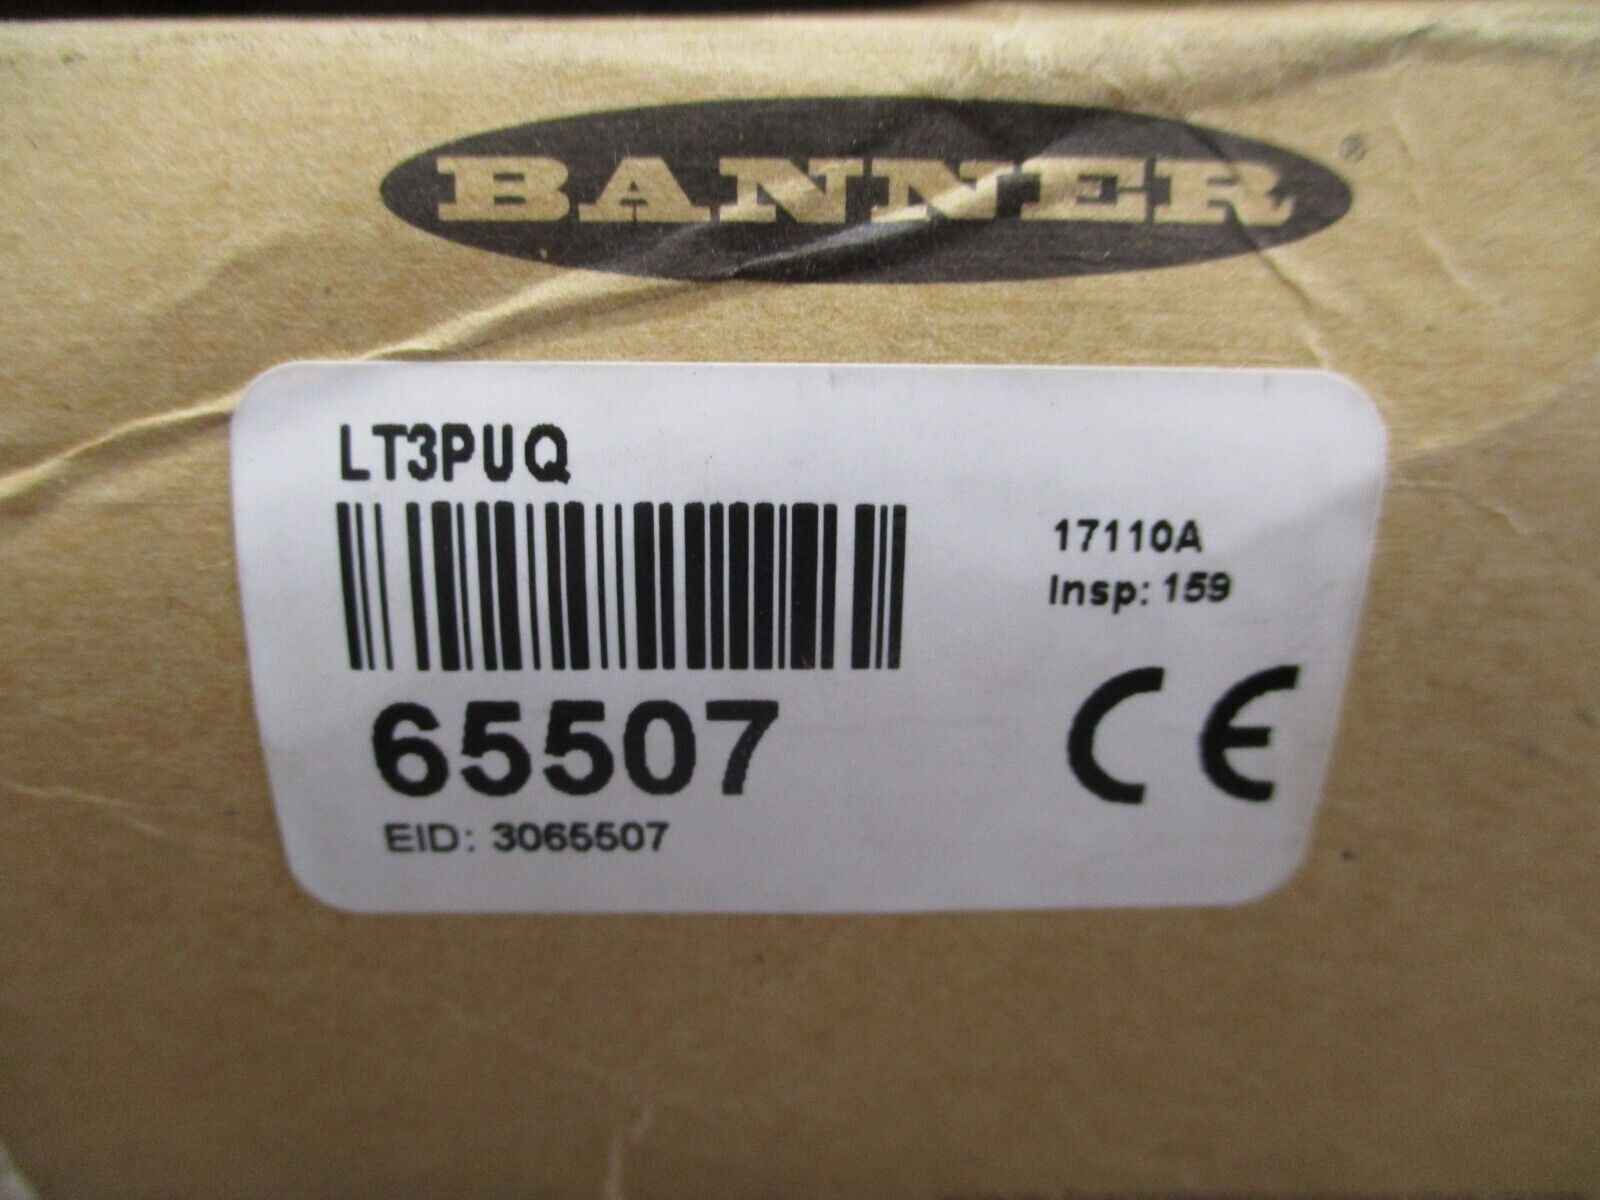 BANNER®
LT3PUQ
17110A
Insp: 159
65507
EID: 3065507
CE